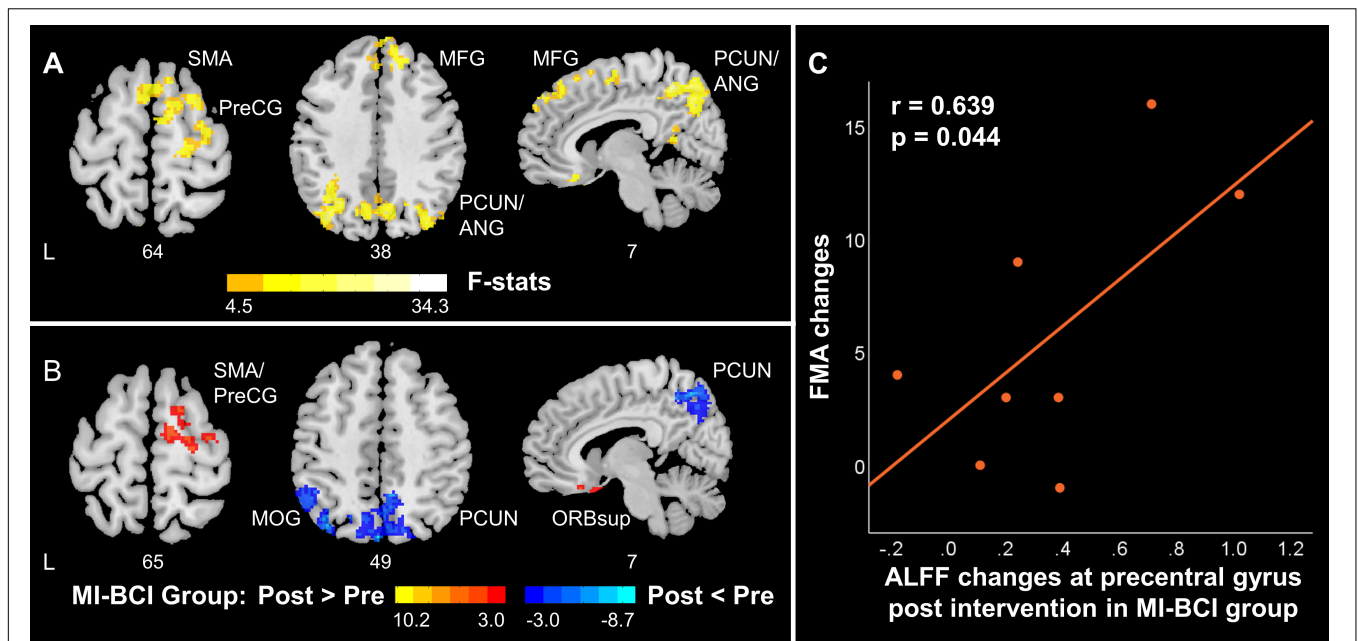 A
SMA
PreCG
MFG
MFG
PCUN/
ANG
PCUN/
ANG
L
64
38
7
4.5
34.3
F-stats
B
SMA/
PreCG
MOG
PCUN
PCUN
ORBsup
L
65
49
7
MI-BCI Group: Post > Pre
10.2
3.0
-3.0
-8.7
Post < Pre
C
r = 0.639
p = 0.044
FMA changes
15
10
5
0
-.2 .0 .2 .4 .6 .8 1.0 1.2
ALFF changes at precentral gyrus
post intervention in MI-BCI group